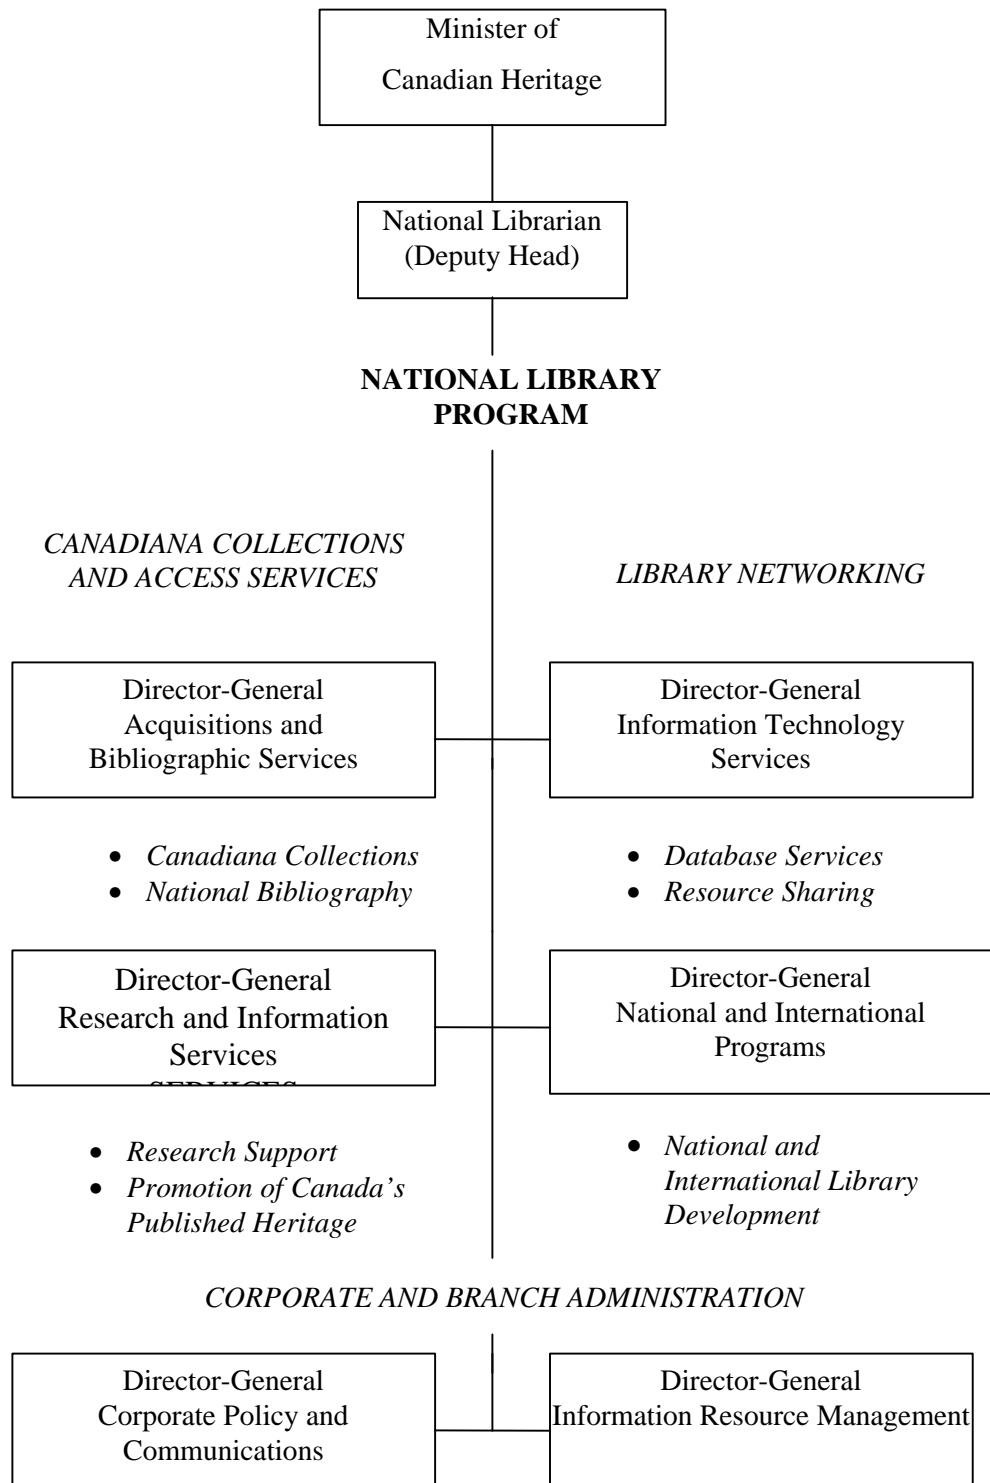 Minister of
Canadian Heritage
National Librarian
(Deputy Head)
NATIONAL LIBRARY
PROGRAM
CANADIANA COLLECTIONS
AND ACCESS SERVICES
LIBRARY NETWORKING
Director-General
Acquisitions and
Bibliographic Services
Director-General
Information Technology
Services
• Canadiana Collections
• National Bibliography
• Database Services
• Resource Sharing
Director-General
Research and Information
Services
SERVICES
Director-General
National and International
Programs
• Research Support
• Promotion of Canada's
Published Heritage
• National and
International Library
Development
CORPORATE AND BRANCH ADMINISTRATION
Director-General
Corporate Policy and
Communications
Director-General
Information Resource Management